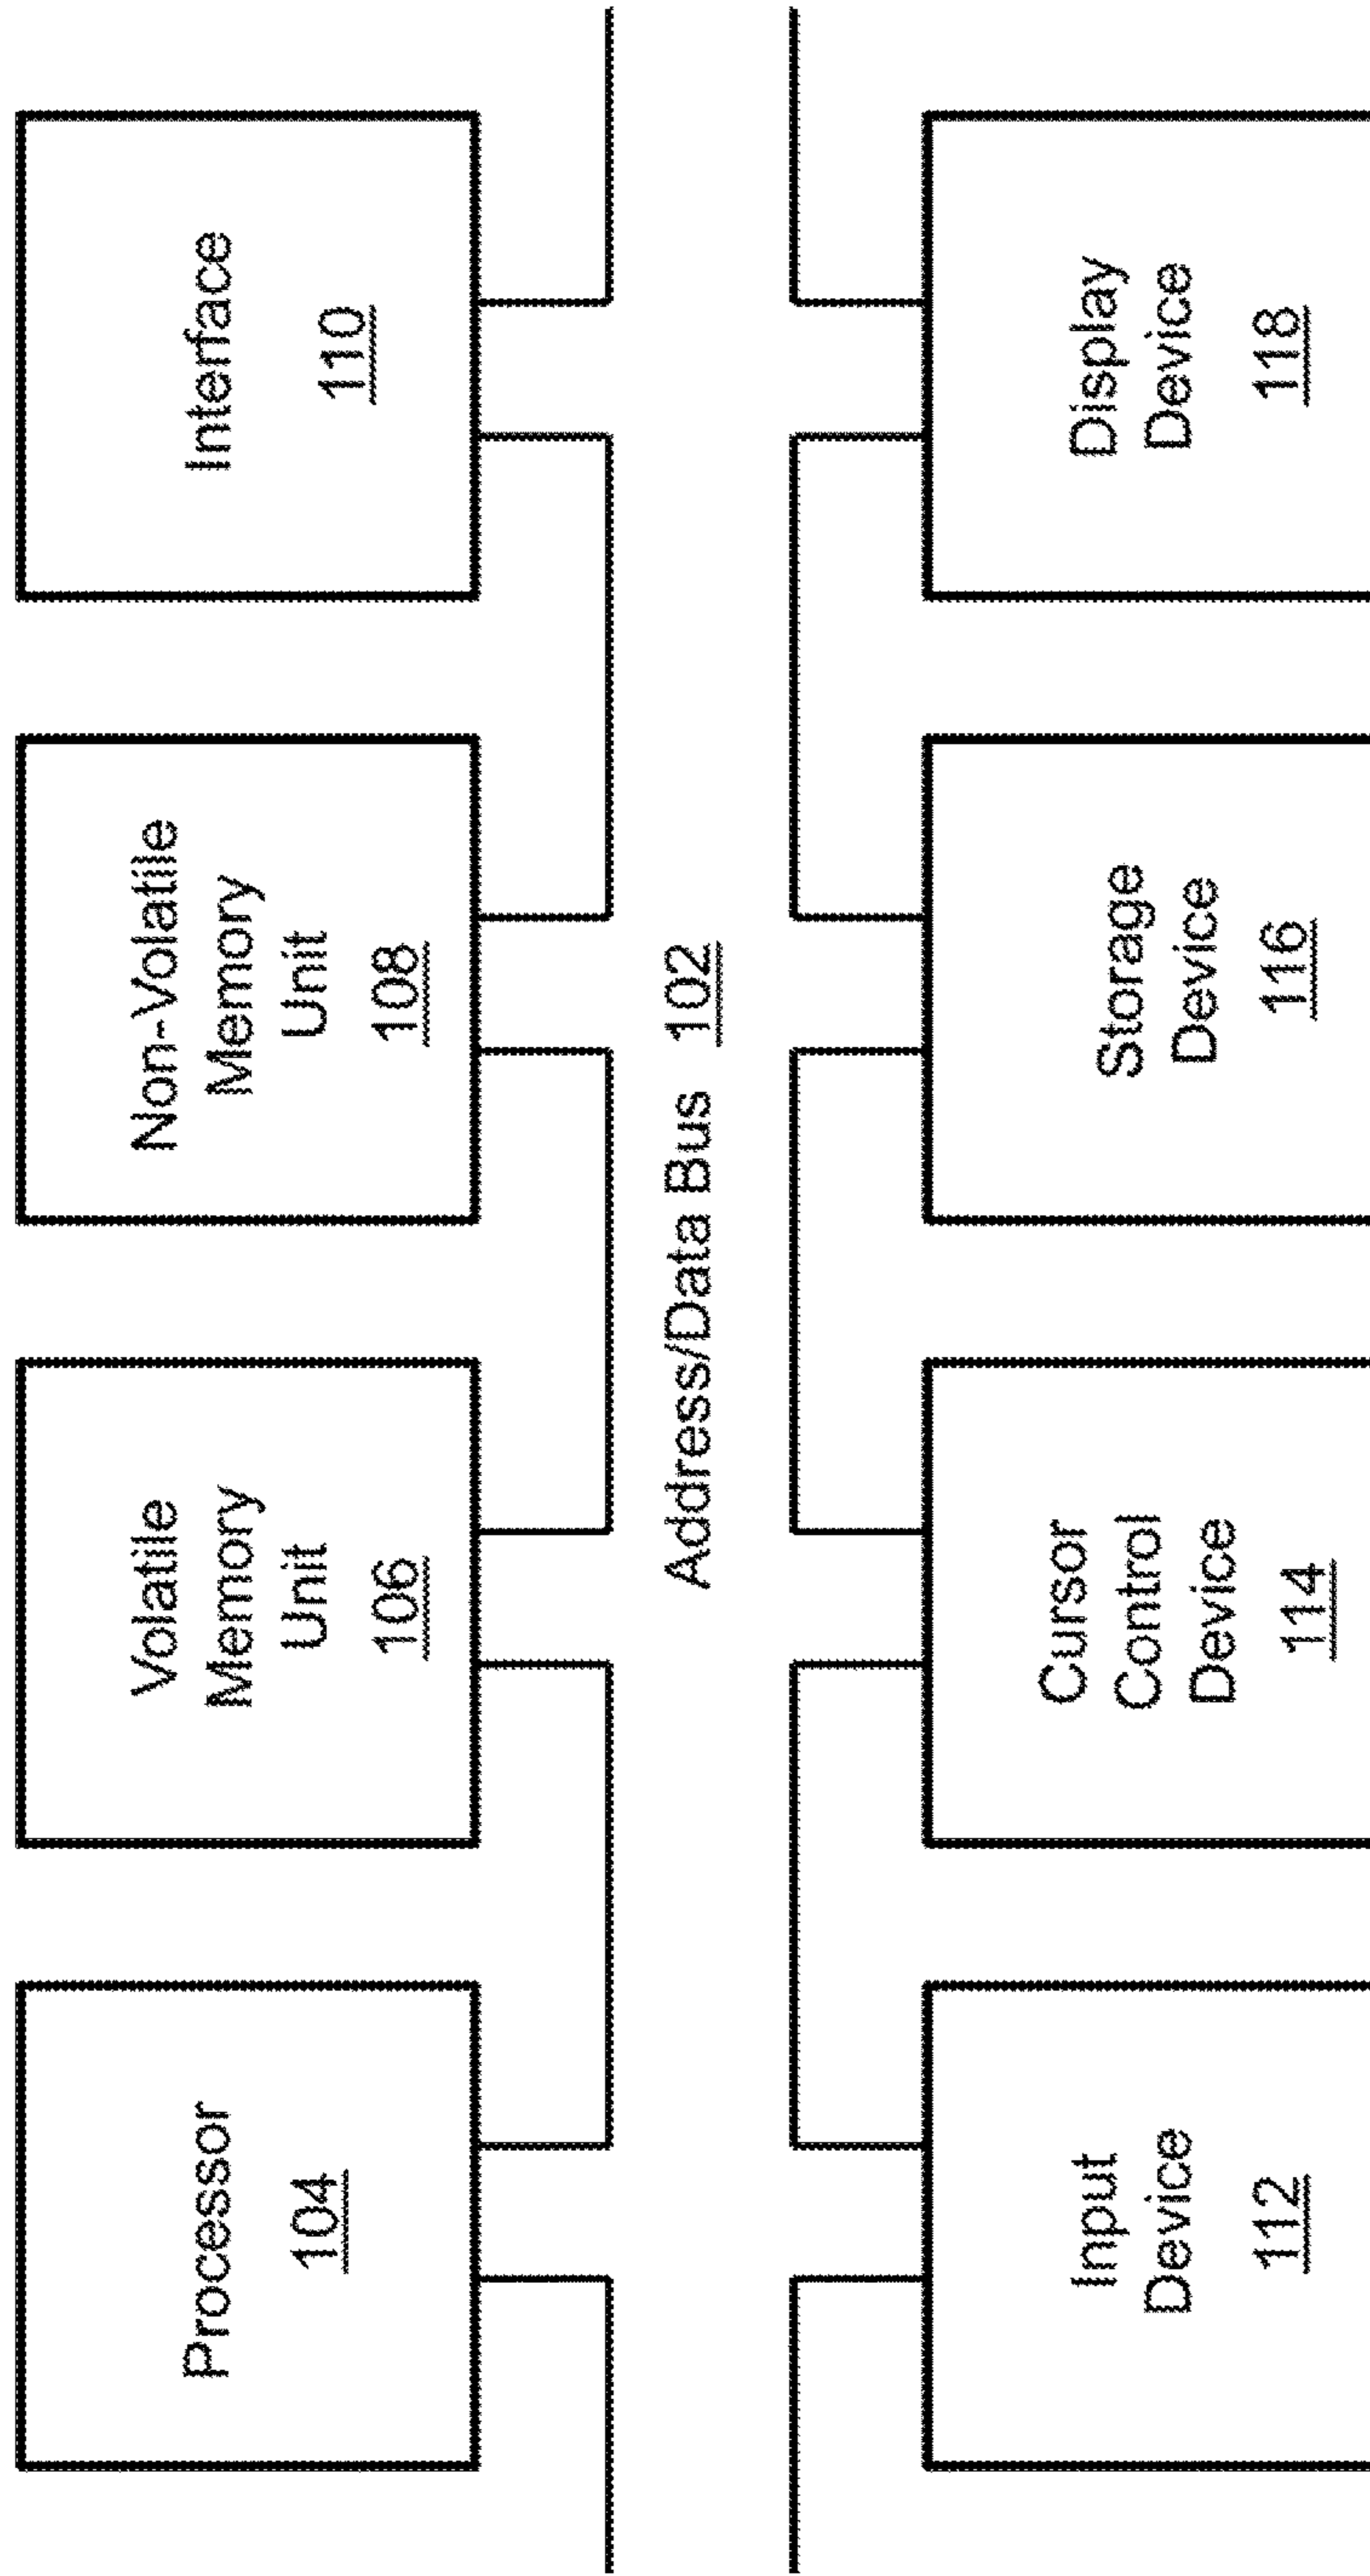 Processor
104
Volatile
Memory
Unit
106
Non-Volatile
Memory
Unit
108
Interface
110
Address/Data Bus 102
Input
Device
112
Cursor
Control
Device
114
Storage
Device
116
Display
Device
118